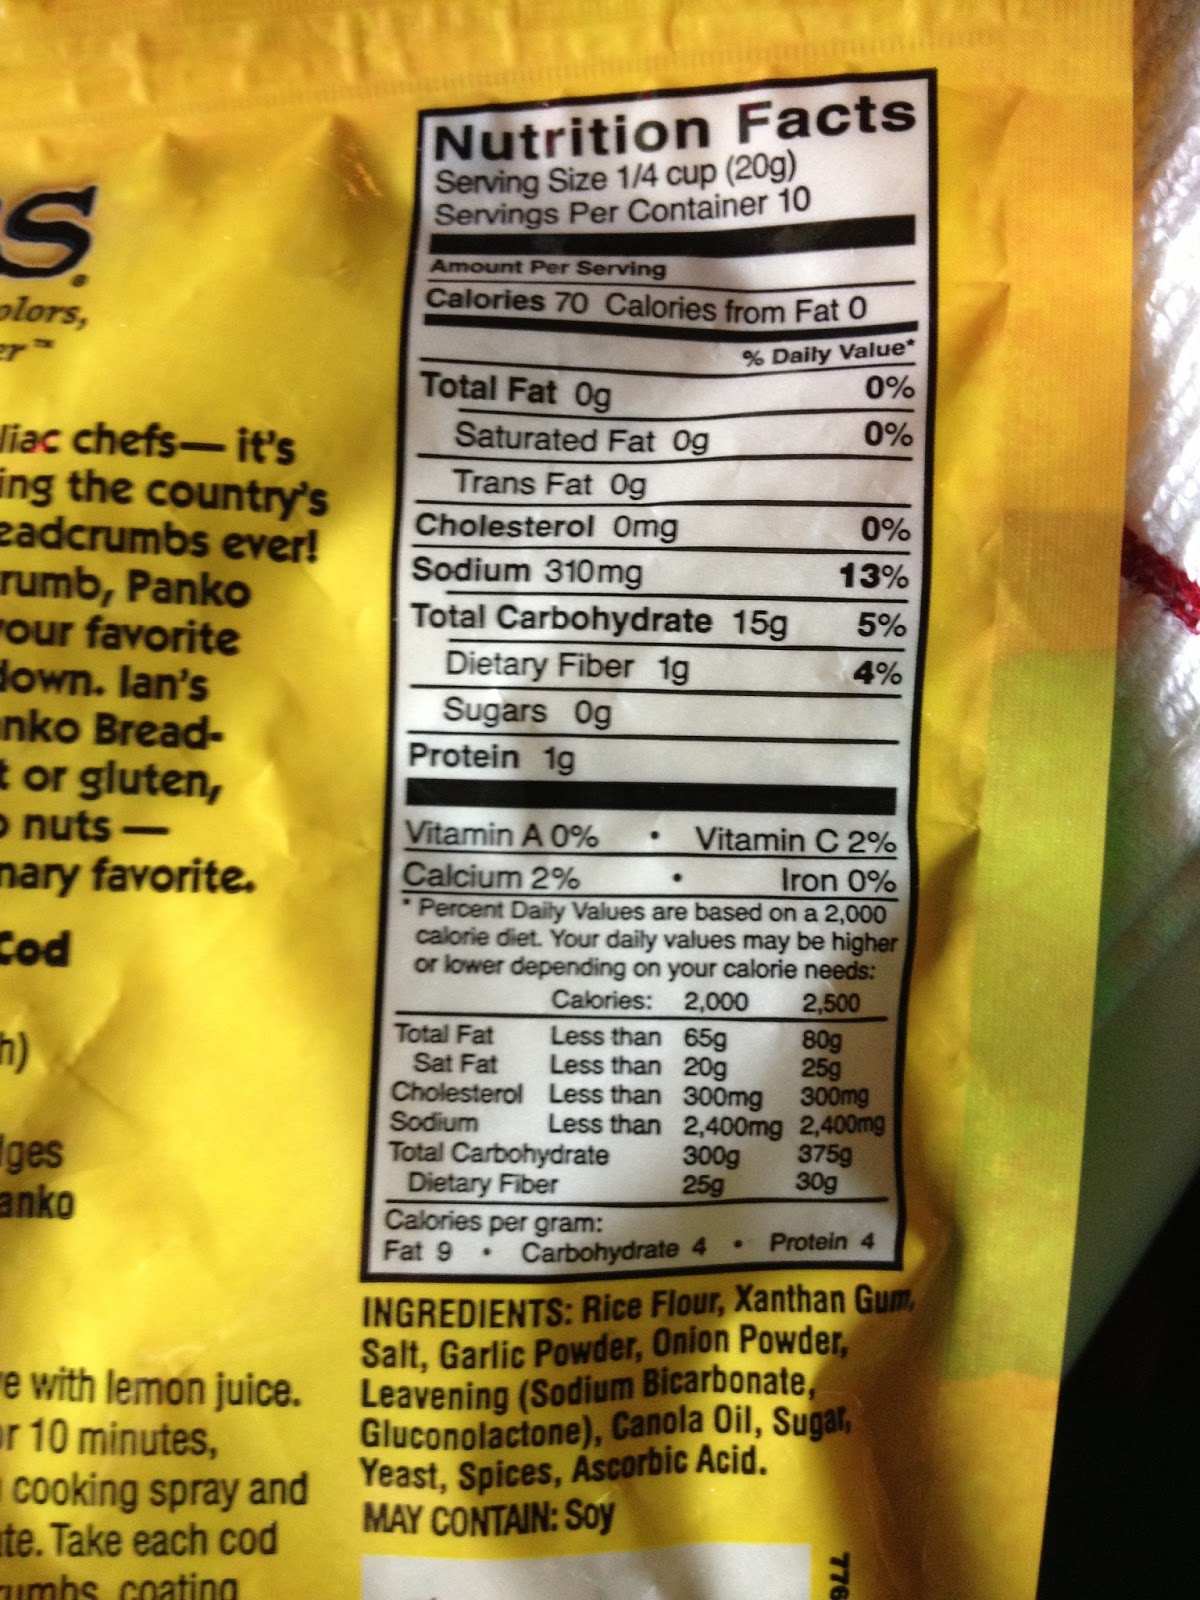 s.
olors,
er™
liac chefs— it's
ing the country's
eadcrumbs ever!
rumb, Panko
your favorite
down. Ian's
anko Bread-
t or gluten,
o nuts —
nary favorite.
Cod
h)
dges
anko
e with lemon juice.
or 10 minutes,
cooking spray and
ate. Take each cod
umbs, coating
Nutrition Facts
Serving Size 1/4 cup (20g)
Servings Per Container 10
Amount Per Serving
Calories 70 Calories from Fat 0
% Daily Value*
Total Fat 0g 0%
Saturated Fat 0g 0%
Trans Fat 0g
Cholesterol 0mg 0%
Sodium 310mg 13%
Total Carbohydrate 15g 5%
Dietary Fiber 1g 4%
Sugars 0g
Protein 1g
Vitamin A 0% • Vitamin C 2%
Calcium 2% • Iron 0%
* Percent Daily Values are based on a 2,000
calorie diet. Your daily values may be higher
or lower depending on your calorie needs:
Calories: 2,000 2,500
Total Fat Less than 65g 80g
Sat Fat Less than 20g 25g
Cholesterol Less than 300mg 300mg
Sodium Less than 2,400mg 2,400mg
Total Carbohydrate 300g 375g
Dietary Fiber 25g 30g
Calories per gram:
Fat 9 • Carbohydrate 4 • Protein 4
INGREDIENTS: Rice Flour, Xanthan Gum,
Salt, Garlic Powder, Onion Powder,
Leavening (Sodium Bicarbonate,
Gluconolactone), Canola Oil, Sugar,
Yeast, Spices, Ascorbic Acid.
MAY CONTAIN: Soy